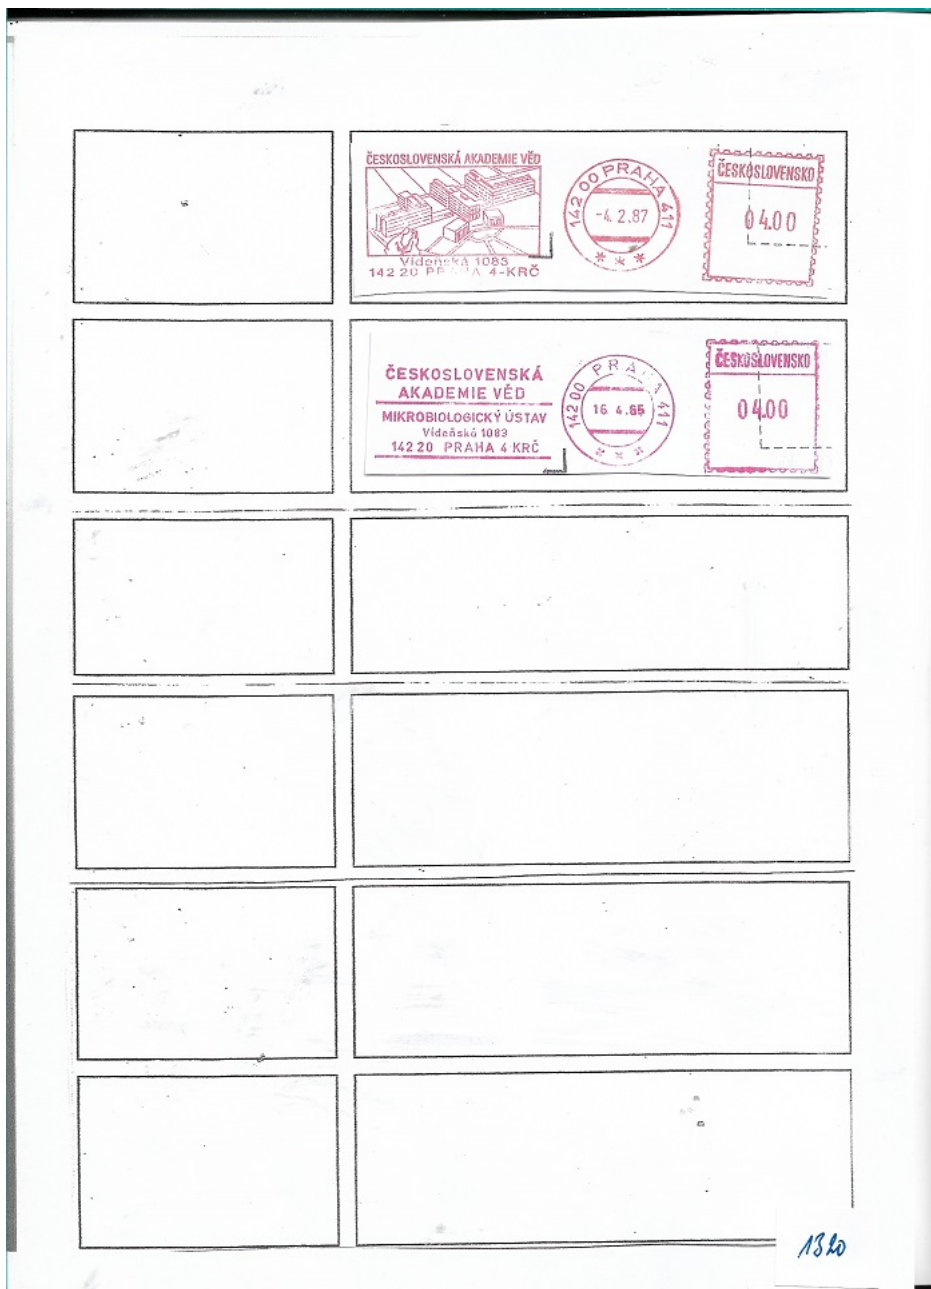 ČESKOSLOVENSKÁ AKADEMIE VĚD
Vídeňská 1083
142 20 PRAHA 4-KRČ
142 00 PRAHA 411
-4. 2.87
ČESKOSLOVENSKO
04.00
ČESKOSLOVENSKÁ
AKADEMIE VĚD
MIKROBIOLOGICKÝ ÚSTAV
Vídeňská 1083
142 20 PRAHA 4 KRČ
142 00 PRAHA 411
16. 4.85
ČESKOSLOVENSKO
04.00
1320